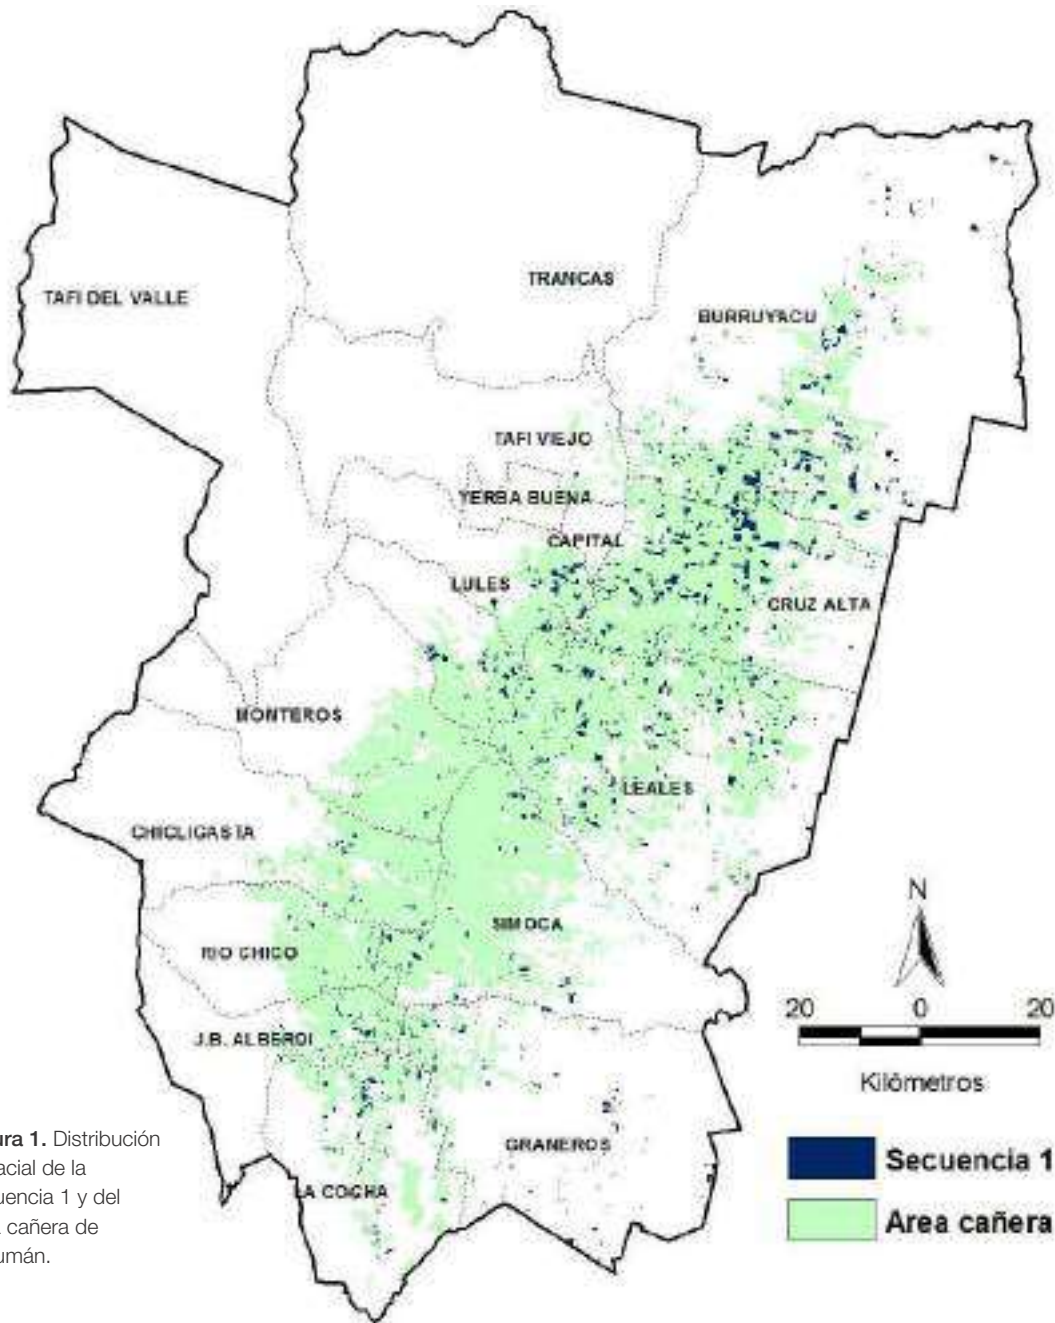 TRANCAS
TAFI DEL VALLE
BURRUYACU
TAFI VIEJO
YERBA BUENA
CAPITAL
LULES
CRUZ ALTA
MONTEROS
LEALES
CHICLIGASTA
SIMOCA
RIO CHICO
J.B. ALBERDI
GRANEROS
LA COCHA
N
20 0 20
Kilómetros
Secuencia 1
Area cañera
ura 1. Distribución
acial de la
uencia 1 y del
a cañera de
umán.